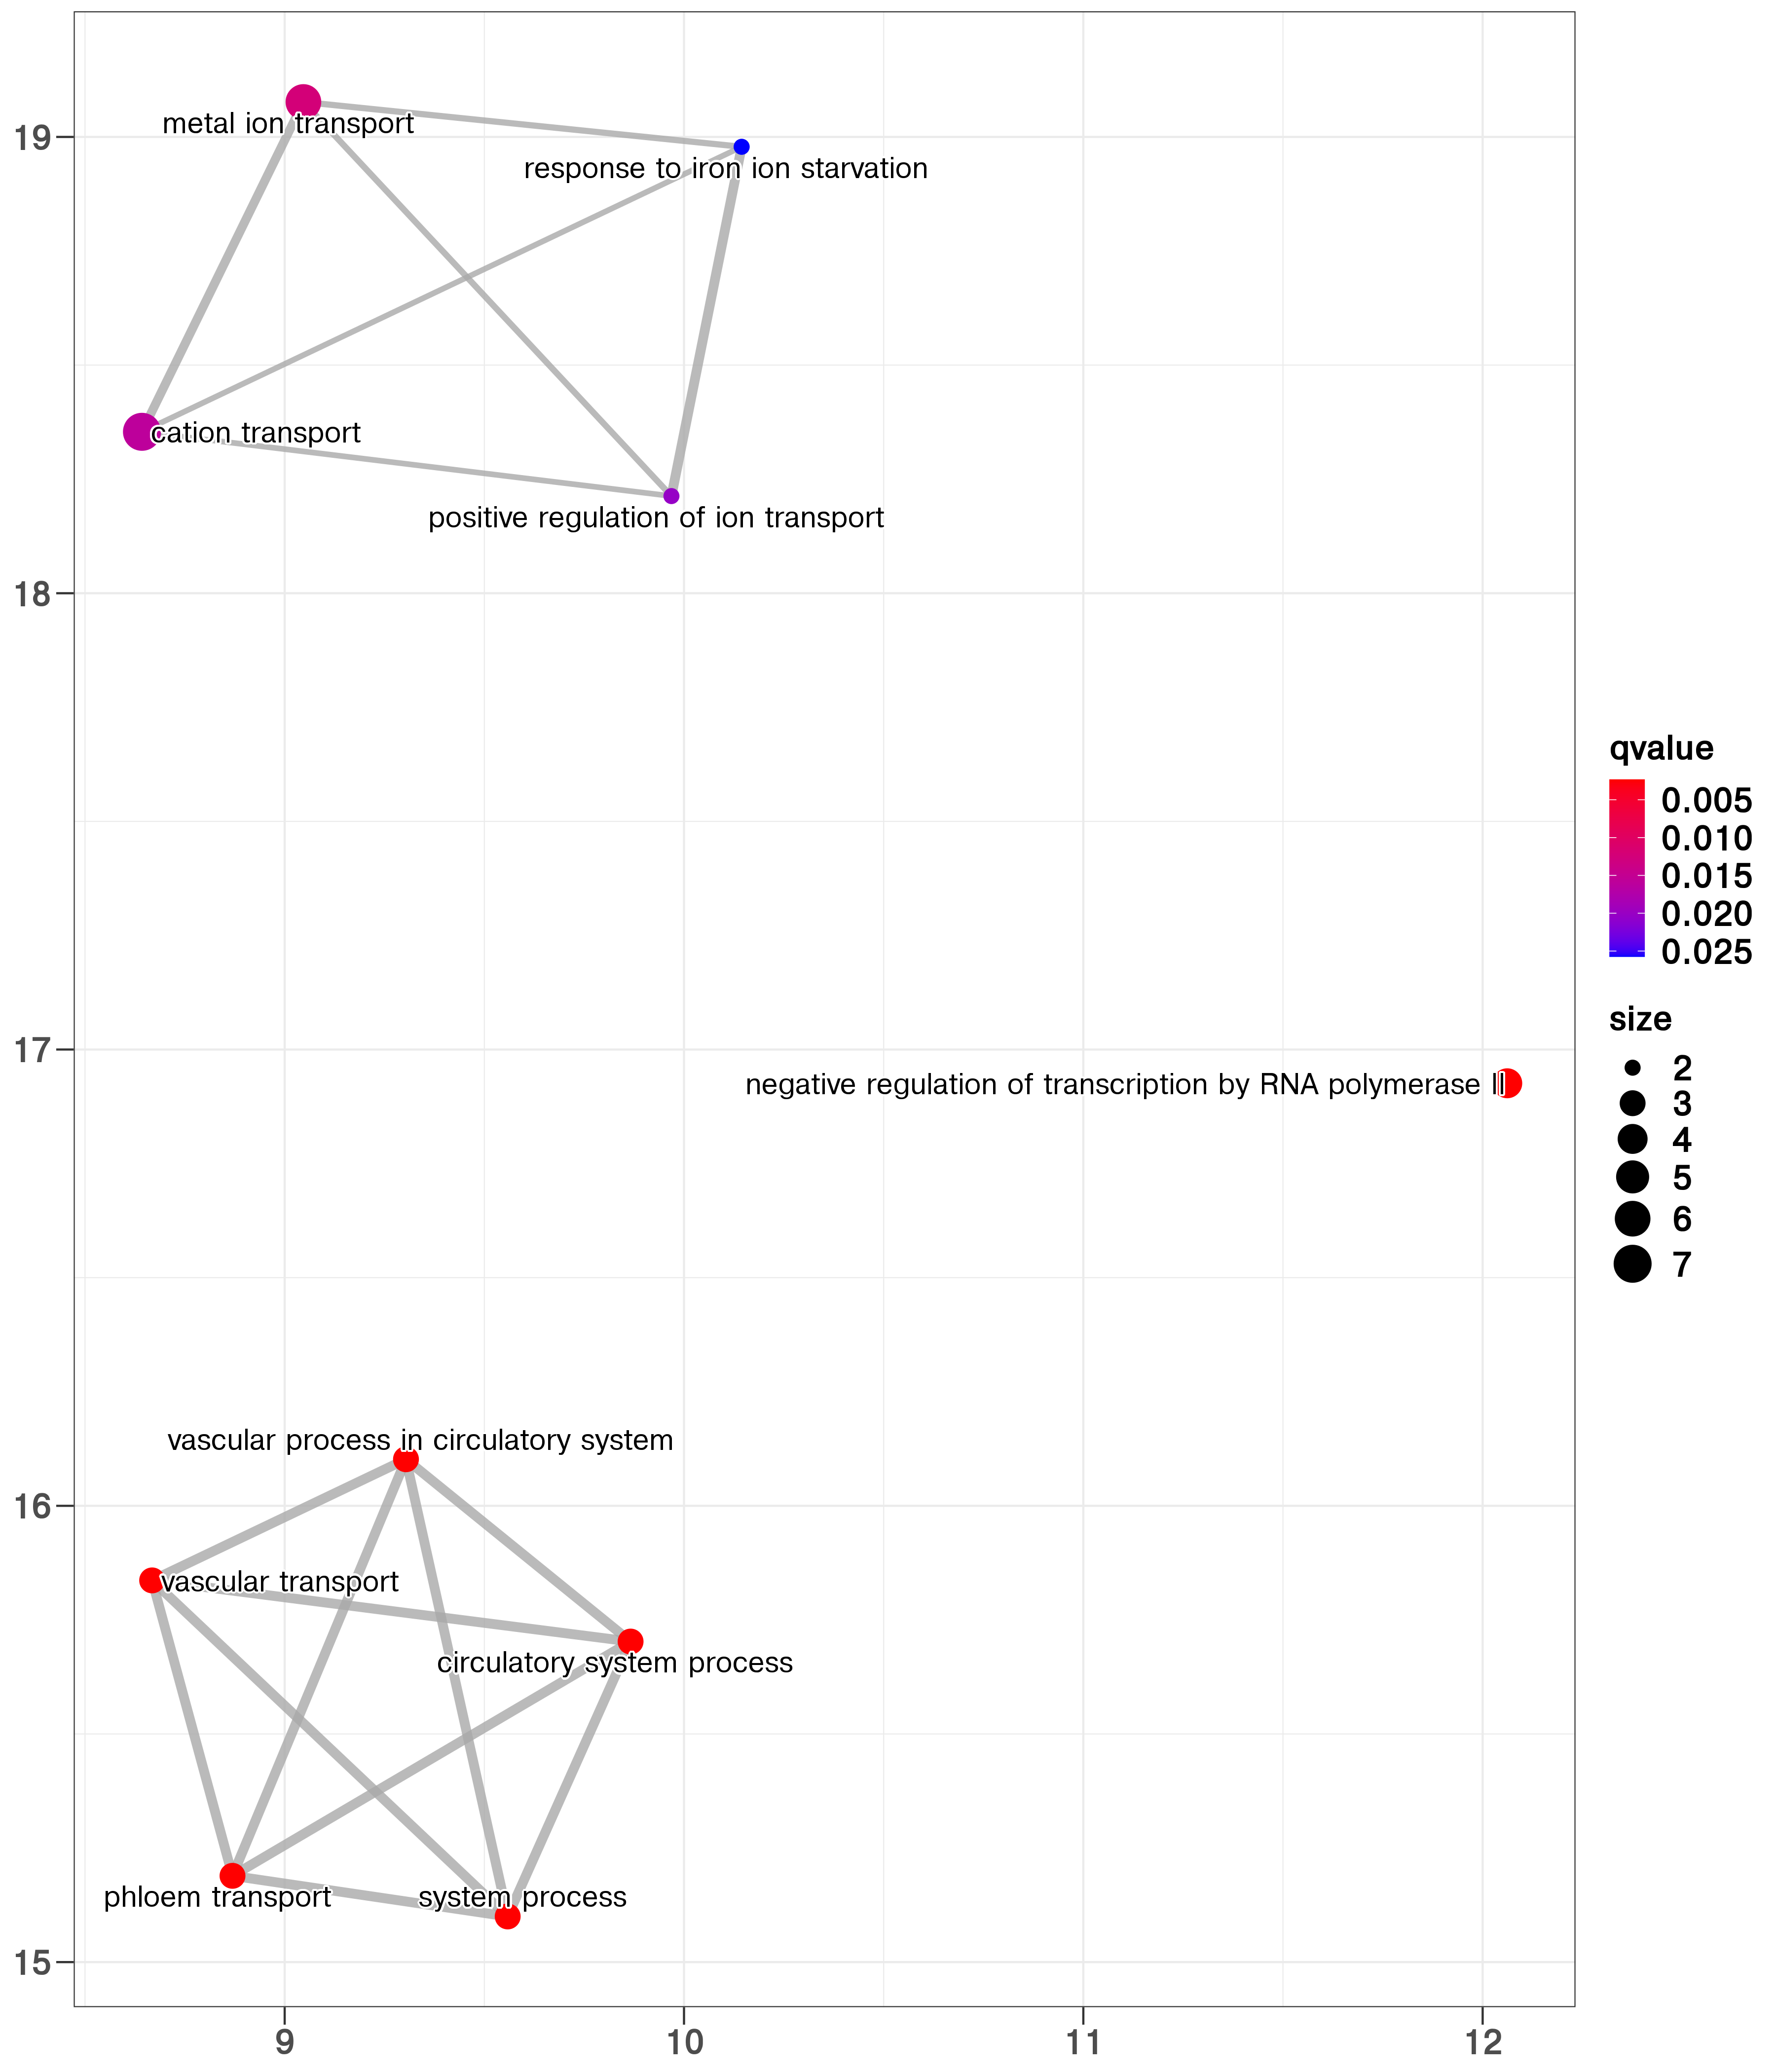 metal ion transport
response to iron ion starvation
cation transport
positive regulation of ion transport
negative regulation of transcription by RNA polymerase II
vascular process in circulatory system
vascular transport
circulatory system process
phloem transport
system process
19
18
17
16
15
9
10
11
12
qvalue
0.005
0.010
0.015
0.020
0.025
size
2
3
4
5
6
7